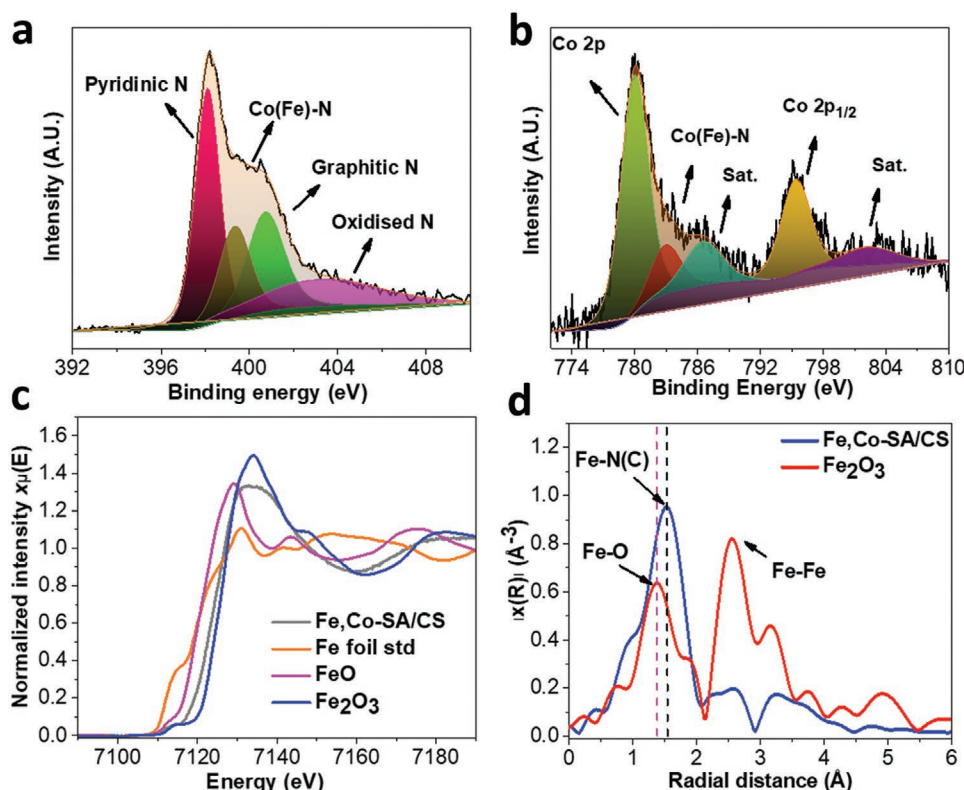 a
Pyridinic N
Co(Fe)-N
Graphitic N
Oxidised N
Intensity (A.U.)
392 396 400 404 408
Binding energy (eV)
b
Co 2p
Co(Fe)-N
Sat.
Co 2p1/2
Sat.
Intensity (A.U.)
774 780 786 792 798 804 810
Binding Energy (eV)
c
Normalized intensity xμ(E)
1.6
1.4
1.2
1.0
0.8
0.6
0.4
0.2
0.0
Fe,Co-SA/CS
Fe foil std
FeO
Fe2O3
7100 7120 7140 7160 7180
Energy (eV)
d
|x(R)| (Å-3)
1.2
1.0
0.8
0.6
0.4
0.2
0.0
Fe,Co-SA/CS
Fe2O3
Fe-N(C)
Fe-O
Fe-Fe
0 1 2 3 4 5 6
Radial distance (Å)